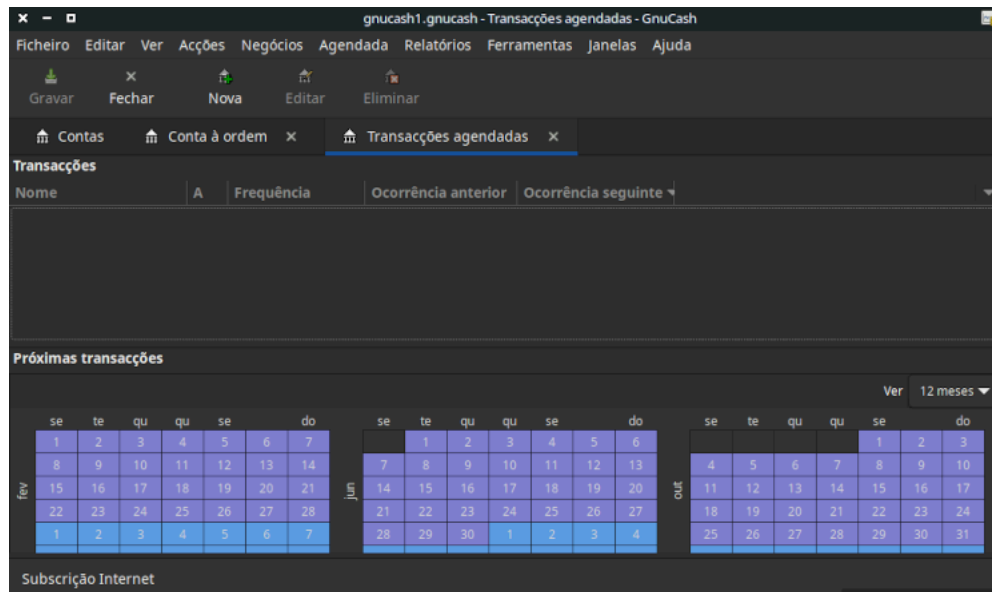 gnucash1.gnucash - Transacções agendadas - GnuCash
Ficheiro Editar Ver Acções Negócios Agendada Relatórios Ferramentas Janelas Ajuda
Gravar Fechar Nova Editar Eliminar
Contas Conta à ordem Transacções agendadas
Transacções
Nome A Frequência Ocorrência anterior Ocorrência seguinte
Próximas transacções
Ver 12 meses
se te qu qu se do se te qu qu se do se te qu qu se do
1 2 3 4 5 6 7 1 2 3 4 5 6 1 2 3
8 9 10 11 12 13 14 7 8 9 10 11 12 13 4 5 6 7 8 9 10
fev 15 16 17 18 19 20 21 jun 14 15 16 17 18 19 20 out 11 12 13 14 15 16 17
22 23 24 25 26 27 28 21 22 23 24 25 26 27 18 19 20 21 22 23 24
1 2 3 4 5 6 7 28 29 30 1 2 3 4 25 26 27 28 29 30 31
Subscrição Internet